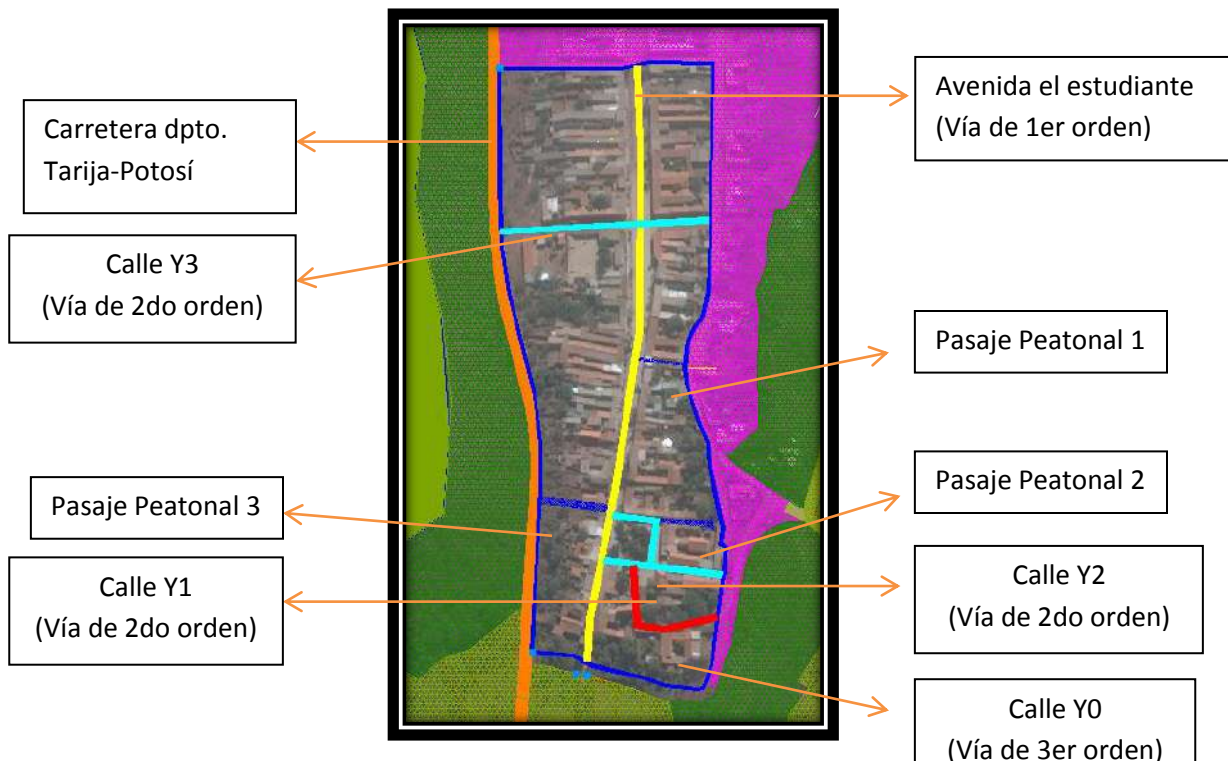 Carretera dpto.
Tarija-Potosí
Calle Y3
(Vía de 2do orden)
Pasaje Peatonal 3
Calle Y1
(Vía de 2do orden)
Avenida el estudiante
(Vía de 1er orden)
Pasaje Peatonal 1
Pasaje Peatonal 2
Calle Y2
(Vía de 2do orden)
Calle Y0
(Vía de 3er orden)